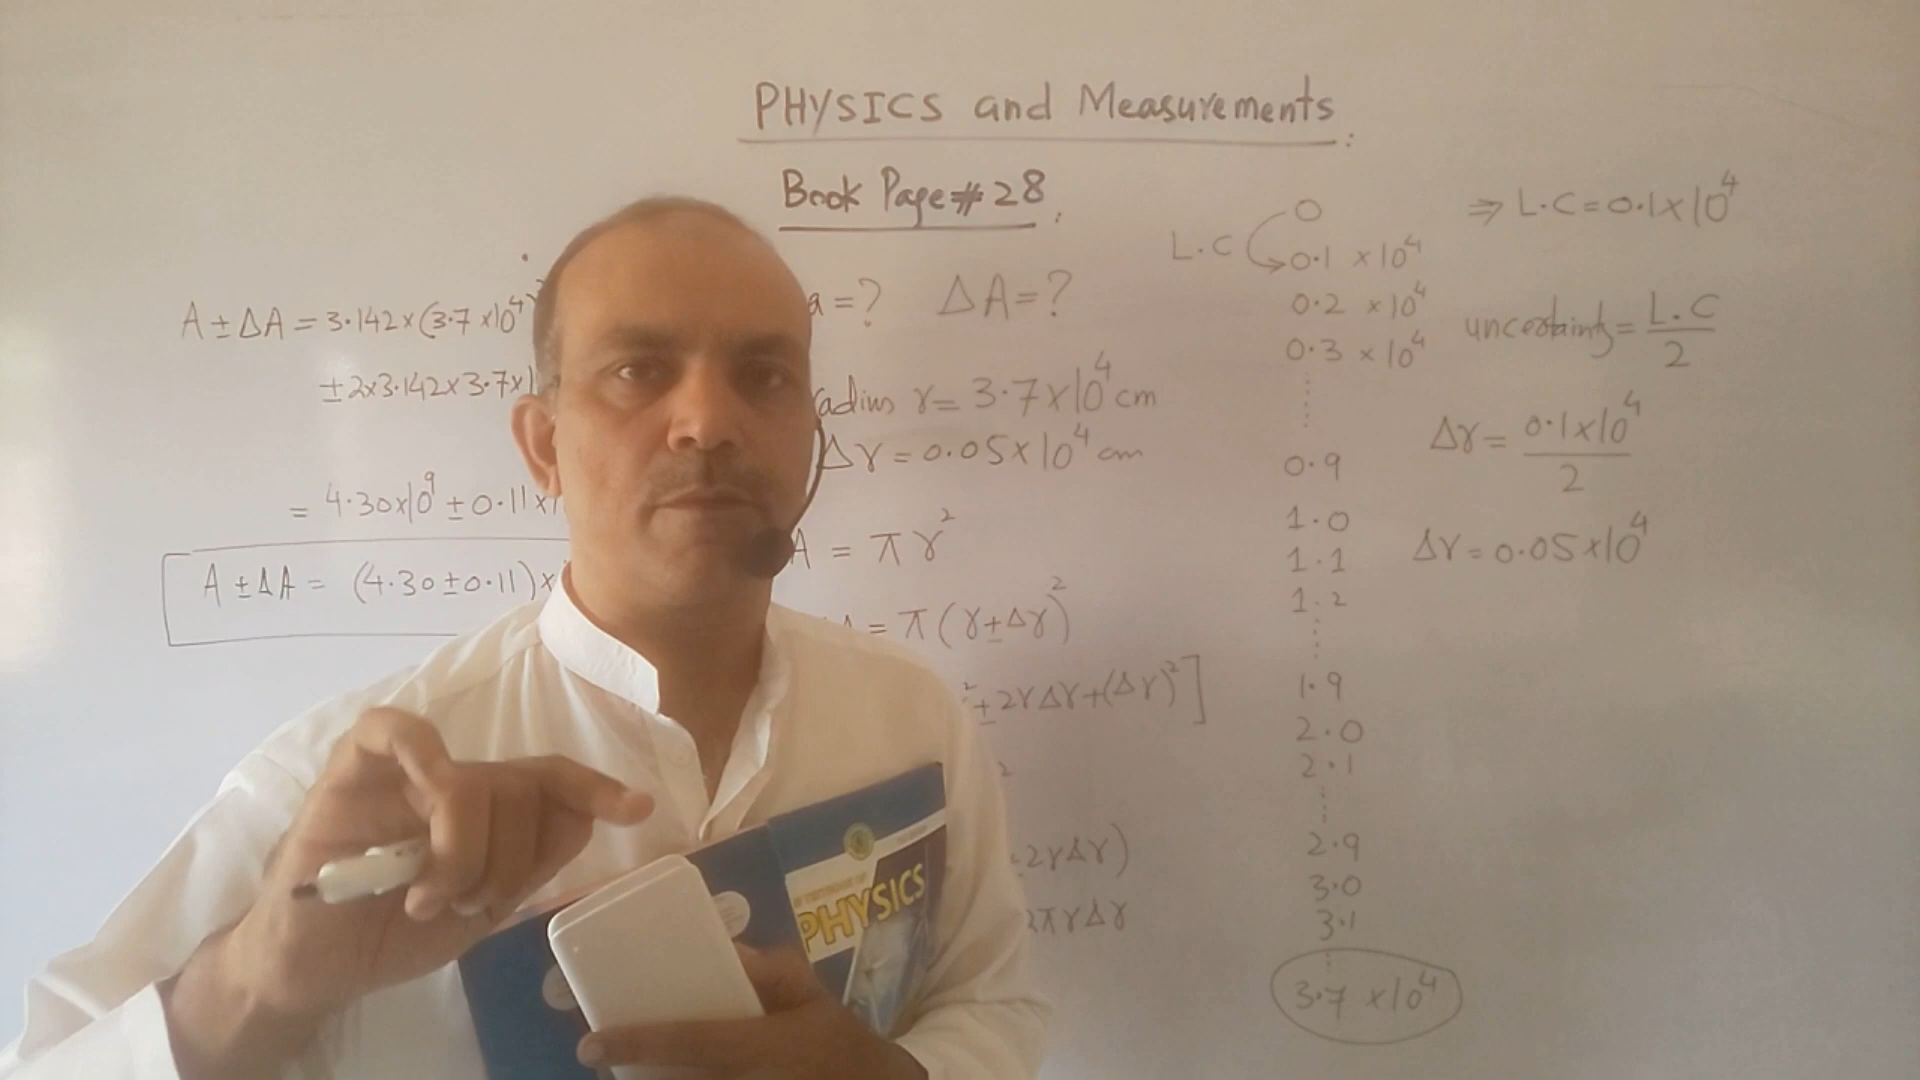 PHYSICS and Measurements
Book Page# 28
A ± ΔA = 3.142 × (3.7 × 10⁴)²
± 2×3.142×3.7×1
= 4.30×10⁹ ± 0.11×1
A ± ΔA = (4.30 ± 0.11)×
a = ? ΔA = ?
radius r = 3.7×10⁴ cm
Δr = 0.05×10⁴ cm
A = πr²
= π(r±Δr)²
² ± 2rΔr + (Δr)²]
2
2rΔr)
2πrΔr
L.C
0
0.1 × 10⁴
0.2 × 10⁴
0.3 × 10⁴
0.9
1.0
1.1
1.2
1.9
2.0
2.1
2.9
3.0
3.1
3.7 × 10⁴
⇒ L.C = 0.1×10⁴
uncertainty = L.C / 2
Δr = 0.1×10⁴ / 2
Δr = 0.05×10⁴
PHYSICS